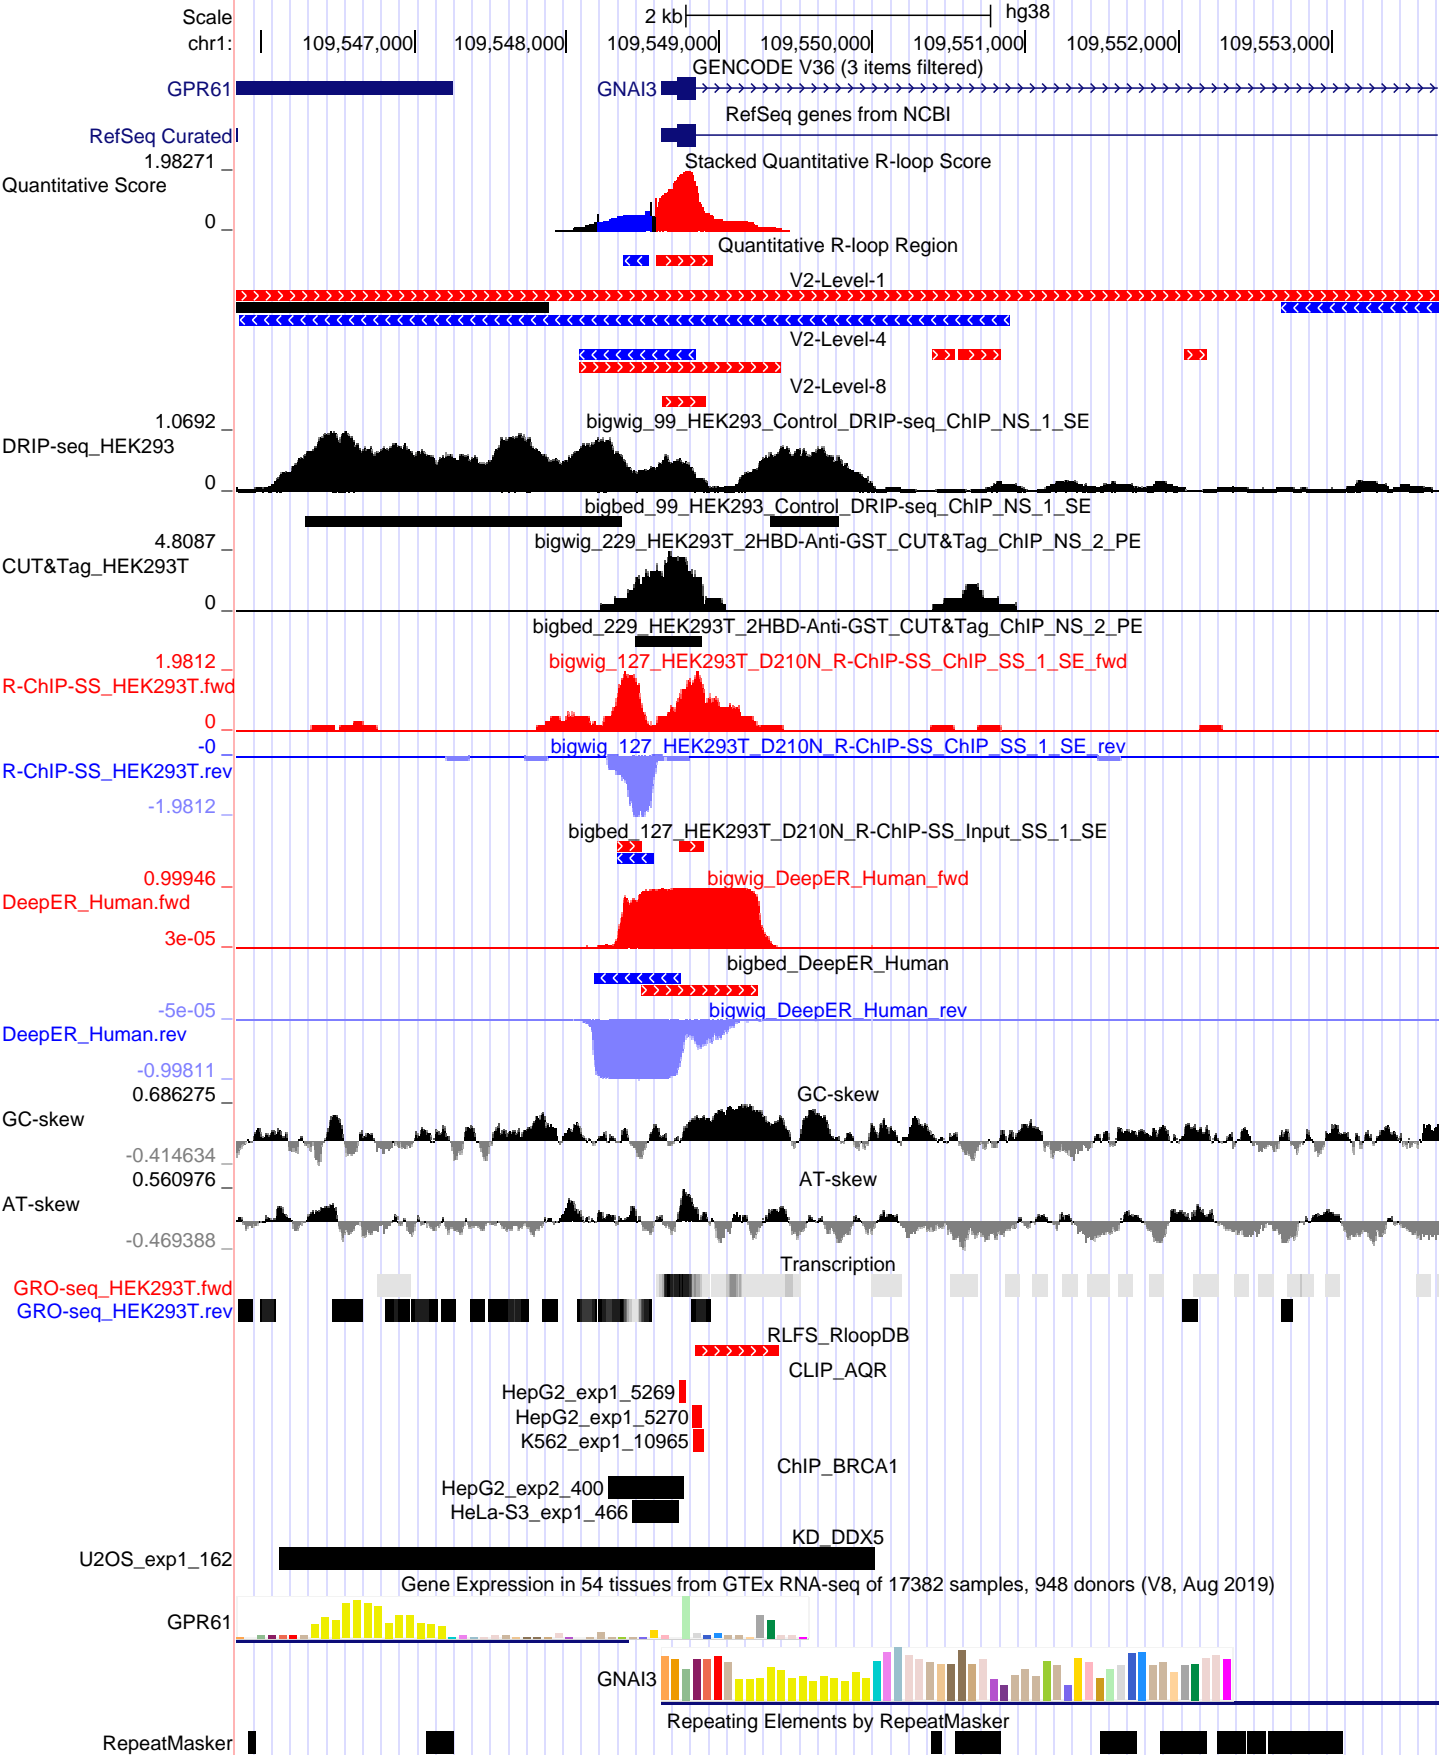 Scale 2 kb hg38
chr1: 109,547,000 109,548,000 109,549,000 109,550,000 109,551,000 109,552,000 109,553,000
GENCODE V36 (3 items filtered)
GPR61 GNAI3
RefSeq genes from NCBI
RefSeq Curated
1.98271 Stacked Quantitative R-loop Score
Quantitative Score
0
Quantitative R-loop Region
V2-Level-1
V2-Level-4
V2-Level-8
1.0692 bigwig_99_HEK293_Control_DRIP-seq_ChIP_NS_1_SE
DRIP-seq_HEK293
0
bigbed_99_HEK293_Control_DRIP-seq_ChIP_NS_1_SE
4.8087 bigwig_229_HEK293T_2HBD-Anti-GST_CUT&Tag_ChIP_NS_2_PE
CUT&Tag_HEK293T
0
bigbed_229_HEK293T_2HBD-Anti-GST_CUT&Tag_ChIP_NS_2_PE
1.9812 bigwig_127_HEK293T_D210N_R-ChIP-SS_ChIP_SS_1_SE_fwd
R-ChIP-SS_HEK293T.fwd
0
-0 bigwig_127_HEK293T_D210N_R-ChIP-SS_ChIP_SS_1_SE_rev
R-ChIP-SS_HEK293T.rev
-1.9812
bigbed_127_HEK293T_D210N_R-ChIP-SS_Input_SS_1_SE
0.99946 bigwig_DeepER_Human_fwd
DeepER_Human.fwd
3e-05
bigbed_DeepER_Human
-5e-05 bigwig_DeepER_Human_rev
DeepER_Human.rev
-0.99811
0.686275 GC-skew
GC-skew
-0.414634
0.560976 AT-skew
AT-skew
-0.469388
Transcription
GRO-seq_HEK293T.fwd
GRO-seq_HEK293T.rev
RLFS_RloopDB
CLIP_AQR
HepG2_exp1_5269
HepG2_exp1_5270
K562_exp1_10965
ChIP_BRCA1
HepG2_exp2_400
HeLa-S3_exp1_466
KD_DDX5
U2OS_exp1_162
Gene Expression in 54 tissues from GTEx RNA-seq of 17382 samples, 948 donors (V8, Aug 2019)
GPR61
GNAI3
Repeating Elements by RepeatMasker
RepeatMasker